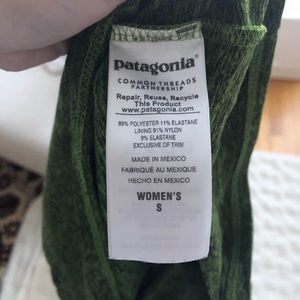 patagonia®
COMMON THREADS
PARTNERSHIP
Repair, Reuse, Recycle
This Product
www.patagonia.com
89% POLYESTER 11% ELASTANE
LINING 91% NYLON
9% ELASTANE
EXCLUSIVE OF TRIM
MADE IN MEXICO
FABRIQUÉ AU MEXIQUE
HECHO EN MEXICO
WOMEN'S
S